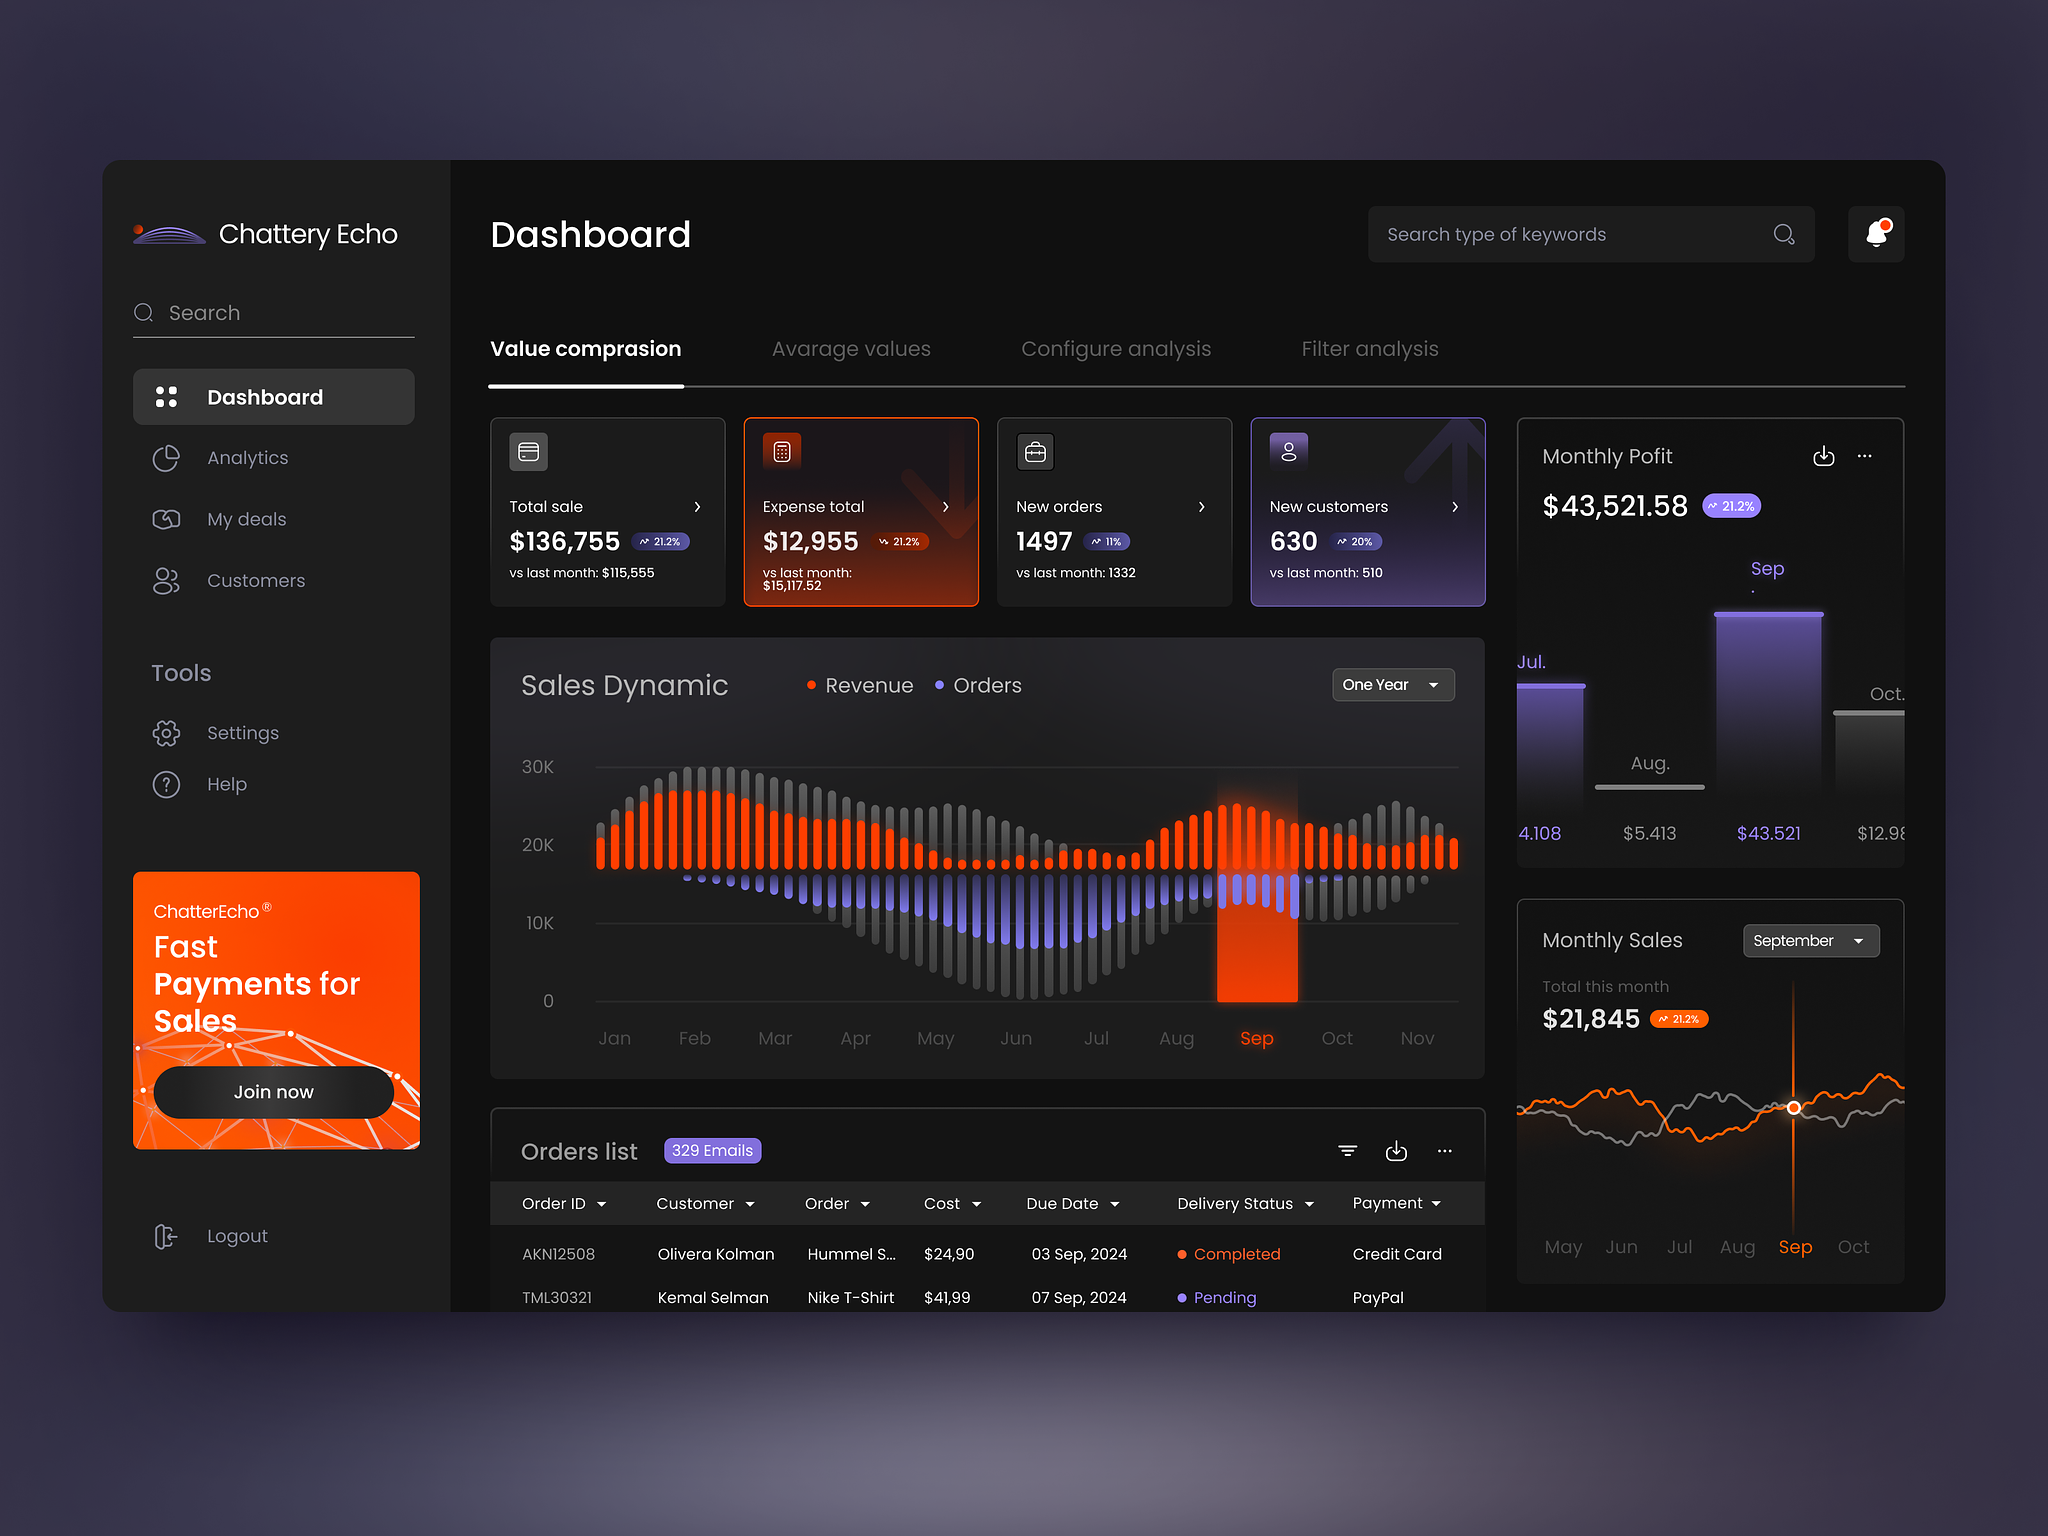 Chattery Echo
Search
Dashboard
Analytics
My deals
Customers
Tools
Settings
Help
ChatterEcho ®
Fast
Payments for
Sales
Join now
Logout
Dashboard
Search type of keywords
Value comprasion
Avarage values
Configure analysis
Filter analysis
Total sale
$136,755 21.2%
vs last month: $115,555
Expense total
$12,955 21.2%
vs last month:
$15,117.52
New orders
1497 11%
vs last month: 1332
New customers
630 20%
vs last month: 510
Sales Dynamic
Revenue
Orders
One Year
30K
20K
10K
0
Jan Feb Mar Apr May Jun Jul Aug Sep Oct Nov
Orders list
329 Emails
Order ID Customer Order Cost Due Date Delivery Status Payment
AKN12508 Olivera Kolman Hummel S... $24,90 03 Sep, 2024 Completed Credit Card
TML30321 Kemal Selman Nike T-Shirt $41,99 07 Sep, 2024 Pending PayPal
Monthly Pofit
$43,521.58 21.2%
Sep
Jul.
Oct.
Aug.
4.108 $5.413 $43.521 $12.98
Monthly Sales
September
Total this month
$21,845 21.2%
May Jun Jul Aug Sep Oct